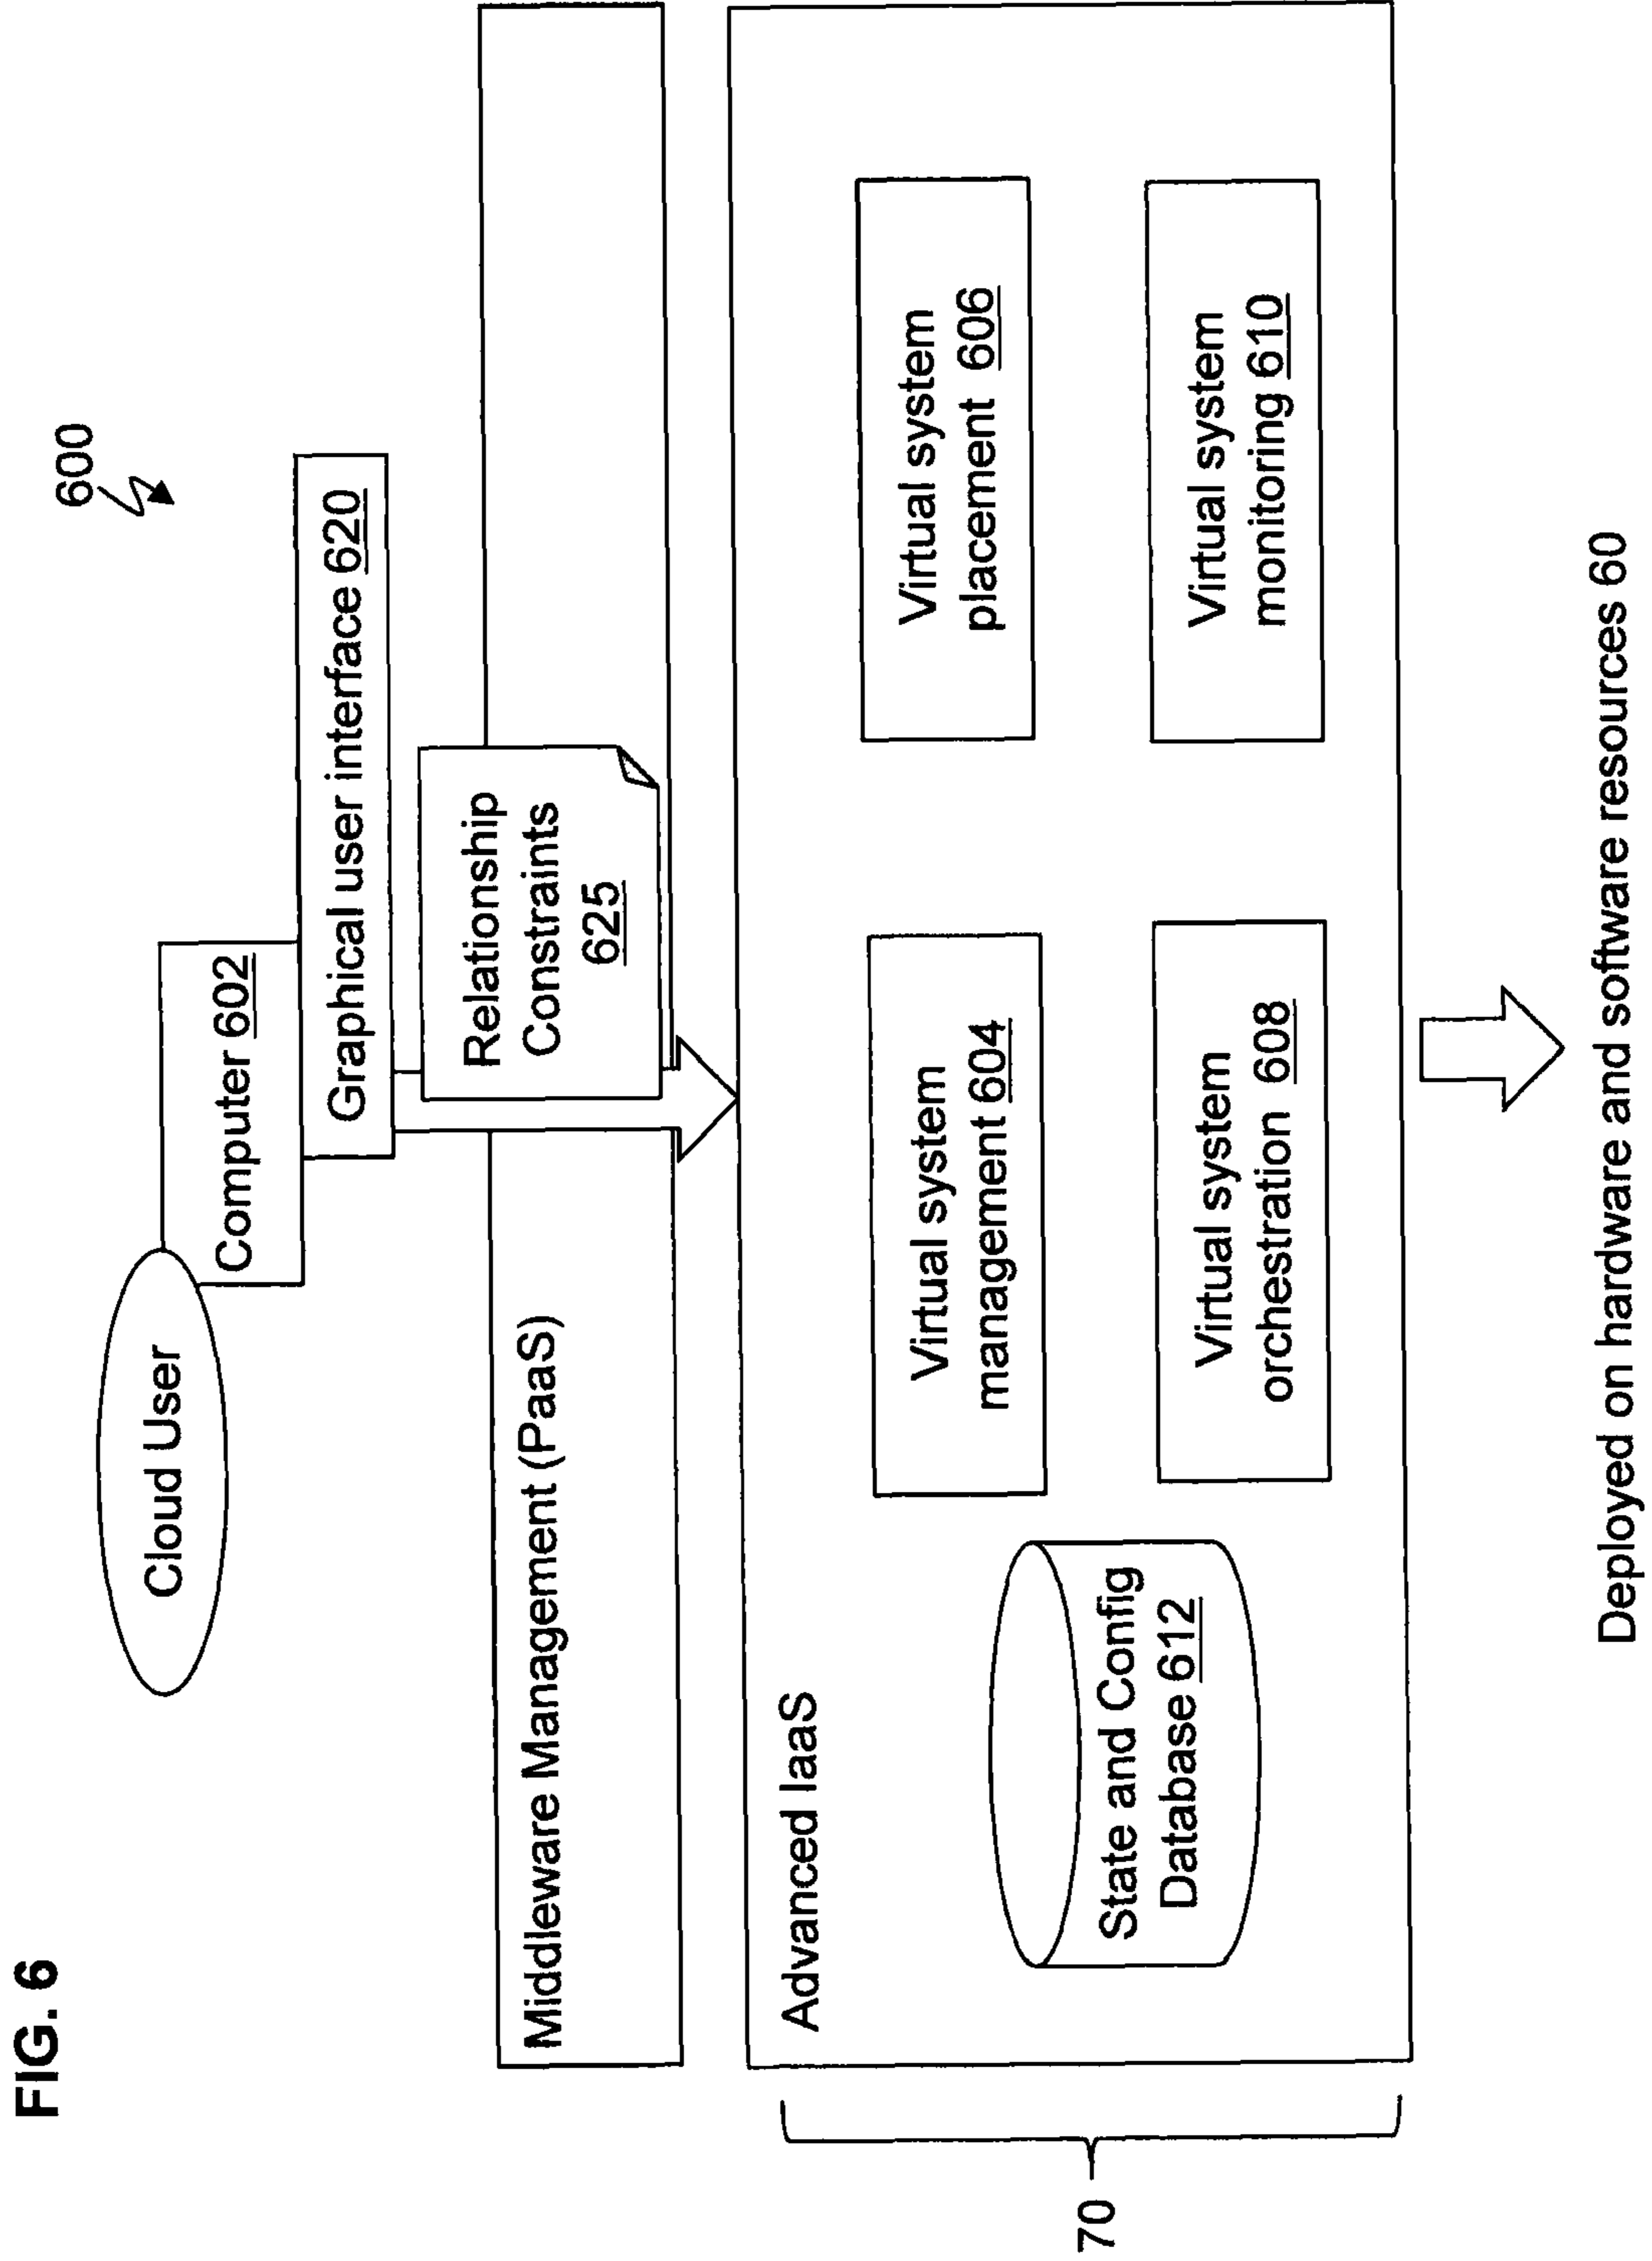 FIG. 6
600
Cloud User
Computer 602
Graphical user interface 620
Relationship
Constraints
625
Middleware Management (PaaS)
70
Advanced IaaS
State and Config
Database 612
Virtual system
management 604
Virtual system
placement 606
Virtual system
orchestration 608
Virtual system
monitoring 610
Deployed on hardware and software resources 60